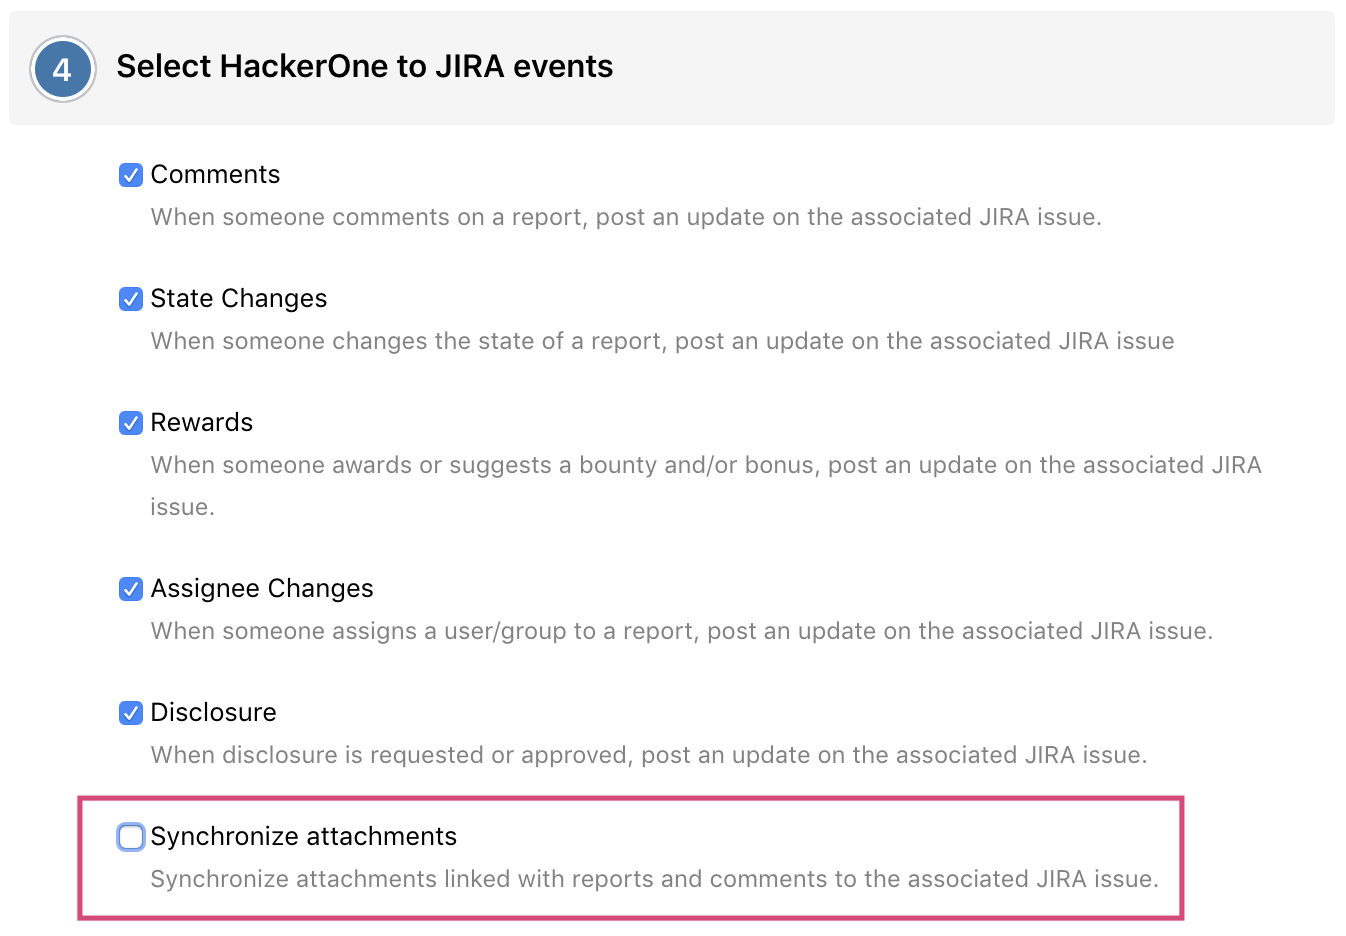 4
Select HackerOne to JIRA events
Comments
When someone comments on a report, post an update on the associated JIRA issue.
State Changes
When someone changes the state of a report, post an update on the associated JIRA issue
Rewards
When someone awards or suggests a bounty and/or bonus, post an update on the associated JIRA
issue.
Assignee Changes
When someone assigns a user/group to a report, post an update on the associated JIRA issue.
Disclosure
When disclosure is requested or approved, post an update on the associated JIRA issue.
Synchronize attachments
Synchronize attachments linked with reports and comments to the associated JIRA issue.